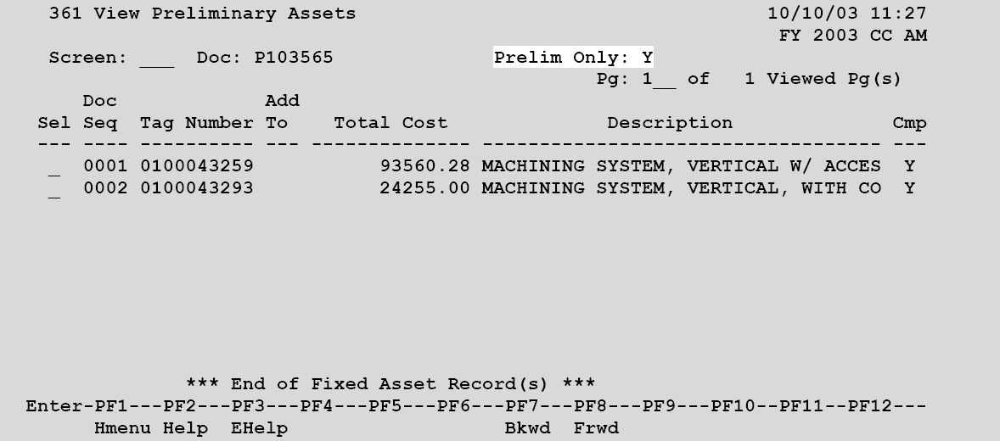 361 View Preliminary Assets                                    10/10/03 11:27
FY 2003 CC AM
Screen: ___  Doc: P103565              Prelim Only: Y
Pg: 1__ of   1 Viewed Pg(s)
Doc             Add
Sel Seq  Tag Number To    Total Cost              Description              Cmp
--- ---- ---------- --- -------------- ----------------------------------- ---
_  0001 0100043259           93560.28 MACHINING SYSTEM, VERTICAL W/ ACCES  Y
_  0002 0100043293           24255.00 MACHINING SYSTEM, VERTICAL, WITH CO  Y
*** End of Fixed Asset Record(s) ***
Enter-PF1---PF2---PF3---PF4---PF5---PF6---PF7---PF8---PF9---PF10--PF11--PF12---
Hmenu Help  EHelp                   Bkwd  Frwd